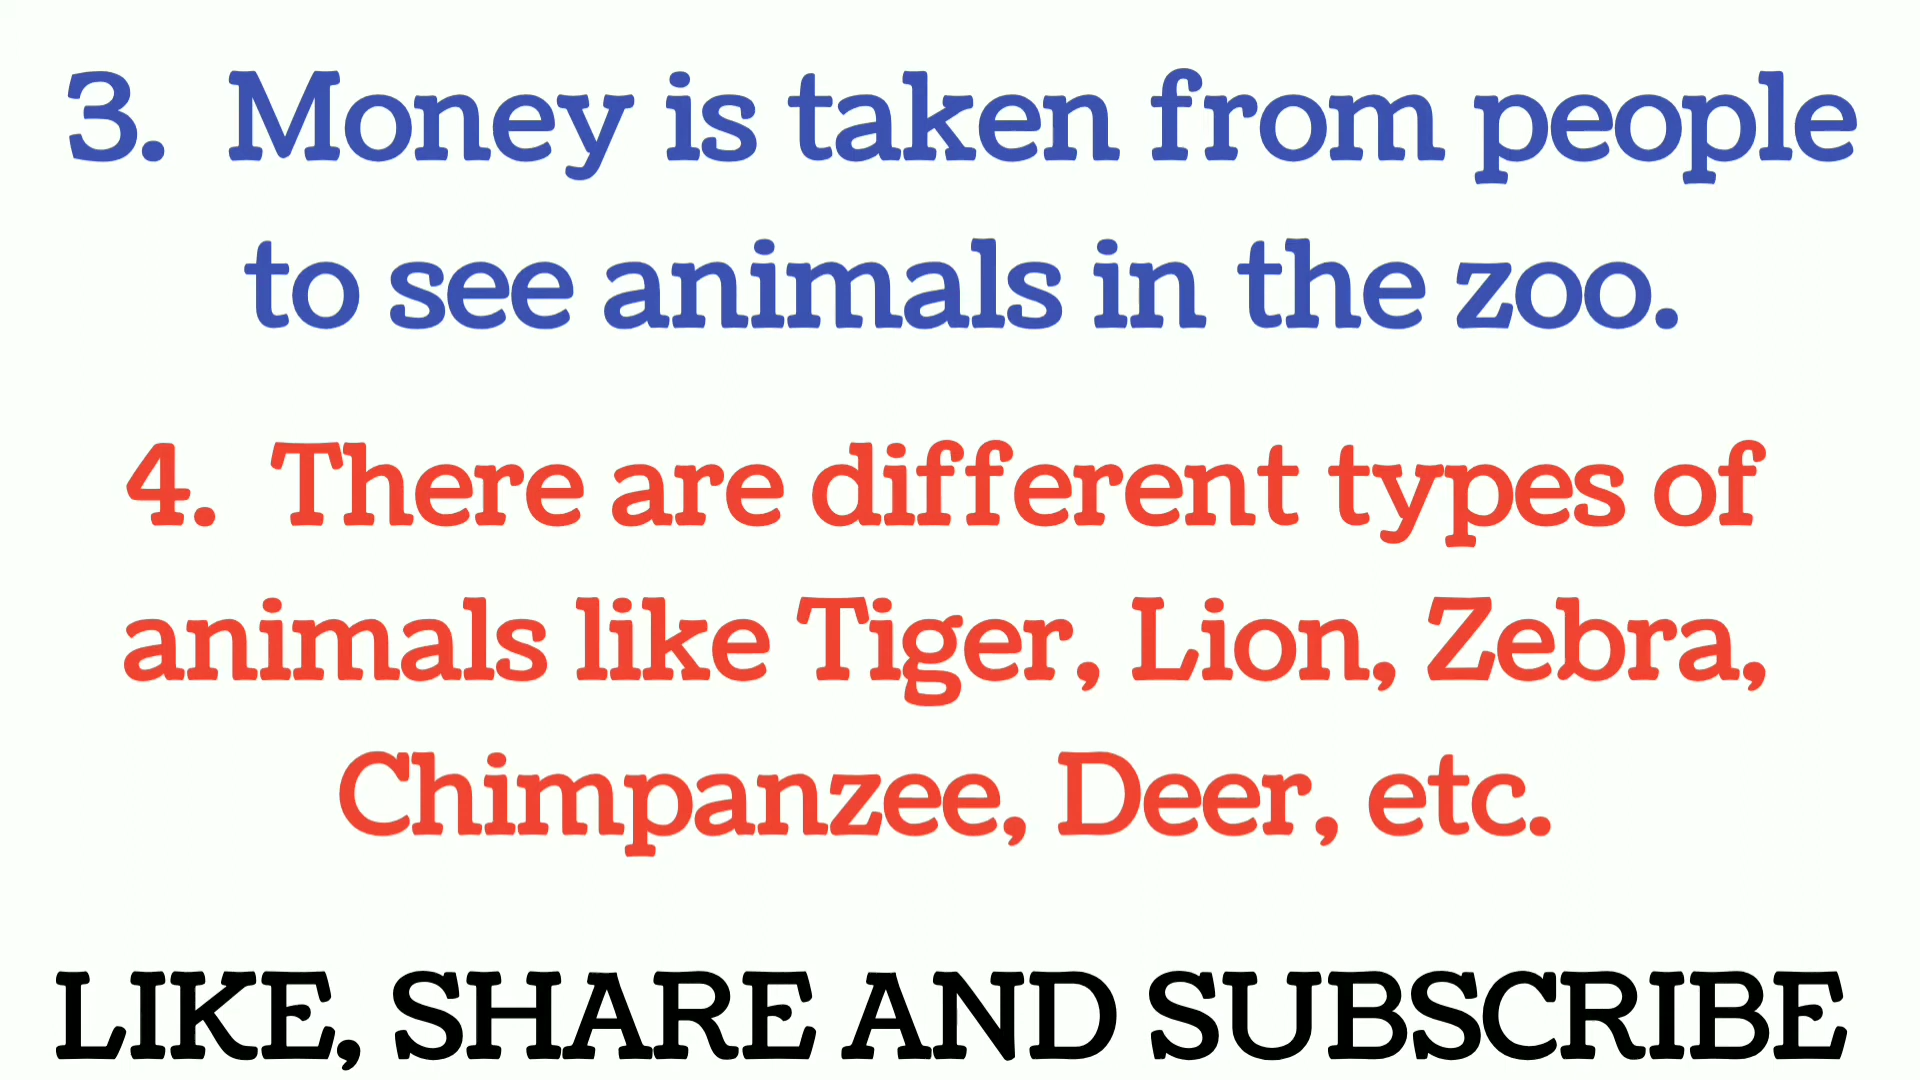 3. Money is taken from people
to see animals in the zoo.
4. There are different types of
animals like Tiger, Lion, Zebra,
Chimpanzee, Deer, etc.
LIKE, SHARE AND SUBSCRIBE